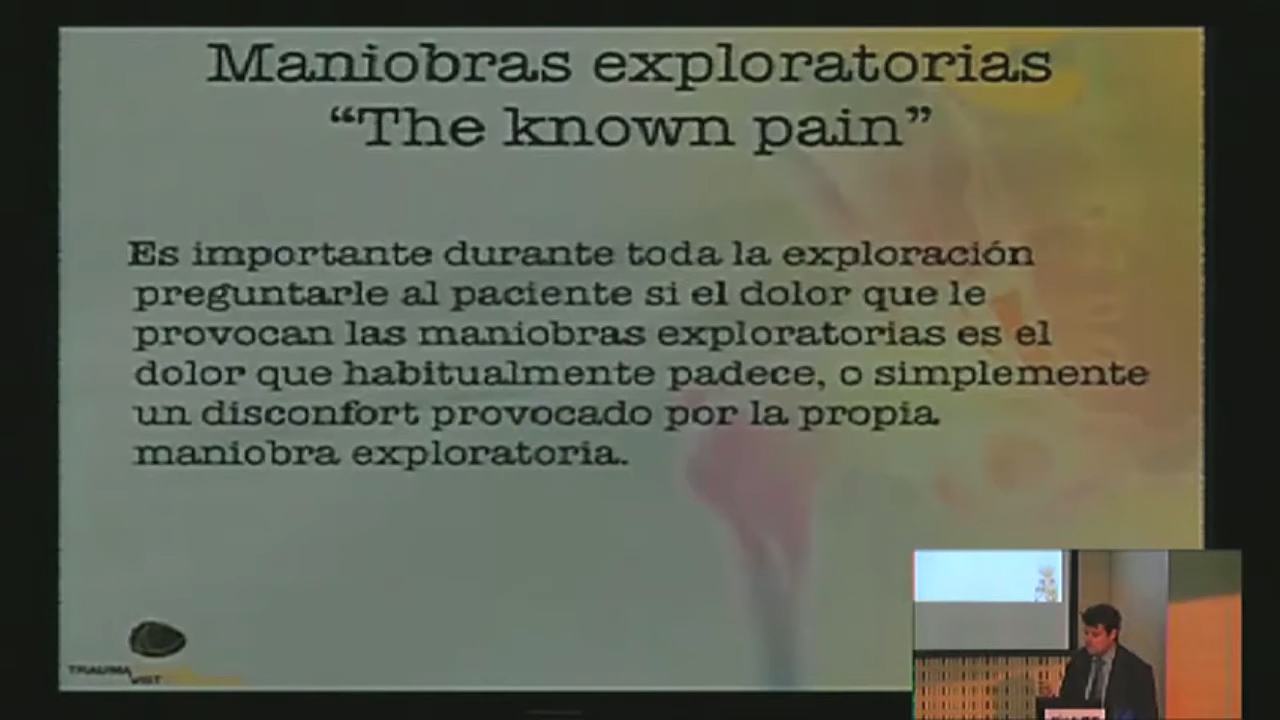 Maniobras exploratorias
“The known pain”
Es importante durante toda la exploración
preguntarle al paciente si el dolor que le
provocan las maniobras exploratorias es el
dolor que habitualmente padece, o simplemente
un disconfort provocado por la propia
maniobra exploratoria.
TRAUMA